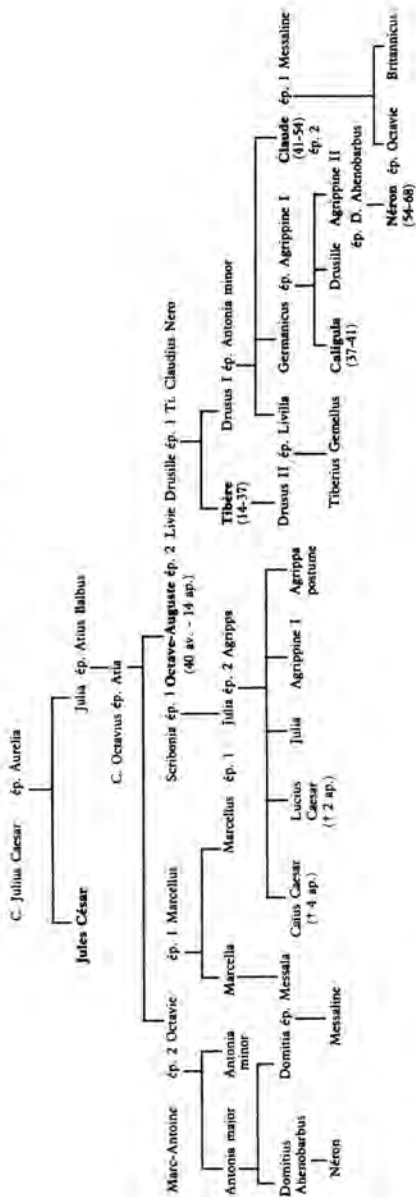 C. Julius Caesar ép. Aurelia
Jules César
Julia ép. Atius Balbus
C. Octavius ép. Atia
Marc-Antoine ép. 2 Octavie ép. 1 Marcellus
Scribonia ép. 1 Octave-Auguste ép. 2 Livie Drusille ép. 1 Ti. Claudius Nero
(40 av. - 14 ap.)
Antonia major
Antonia
minor
Marcella
Marcellus ép. 1 Julia ép. 2 Agrippa
Tibère
(14-37)
Drusus I ép. Antonia minor
Domitius
Ahenobarbus
Domitia ép. Messala
Caius Caesar
(† 4 ap.)
Lucius
Caesar
(† 2 ap.)
Julia
Agrippine I
Agrippa
postume
Drusus II ép. Livilla
Germanicus ép. Agrippine I
Claude ép. 1 Messaline
(41-54)
ép. 2
Néron
Messaline
Tiberius Gemellus
Caligula
(37-41)
Drusille
Agrippine II
ép. D. Ahenobarbus
Néron ép. Octavie
(54-68)
Britannicus